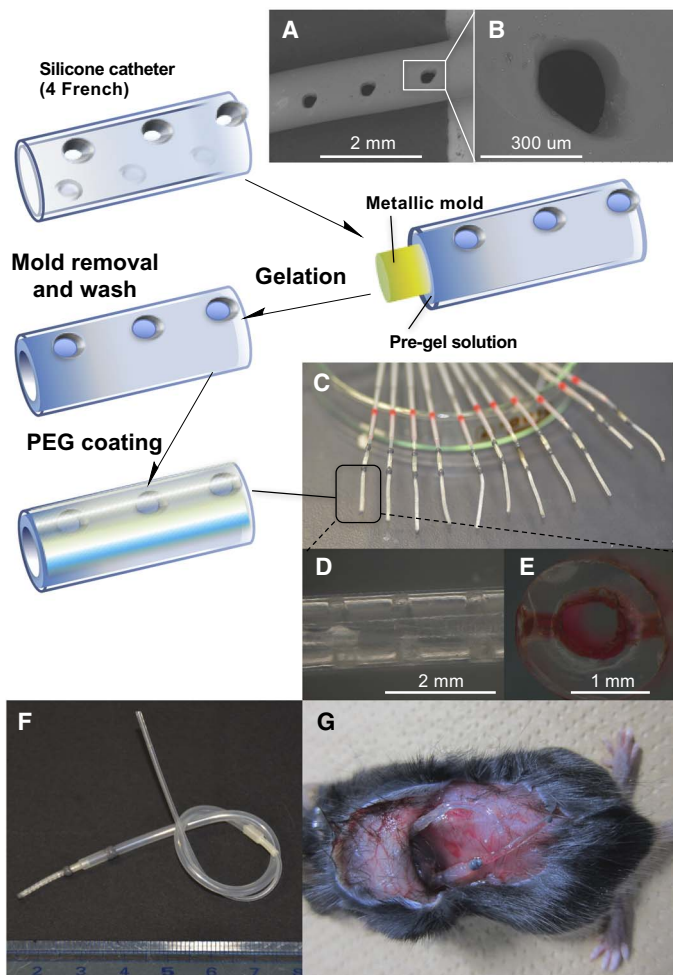 A
B
Silicone catheter
(4 French)
2 mm
300 um
Metallic mold
Mold removal
and wash
Gelation
Pre-gel solution
C
PEG coating
D
E
2 mm
1 mm
F
G
2 3 4 5 6 7 8